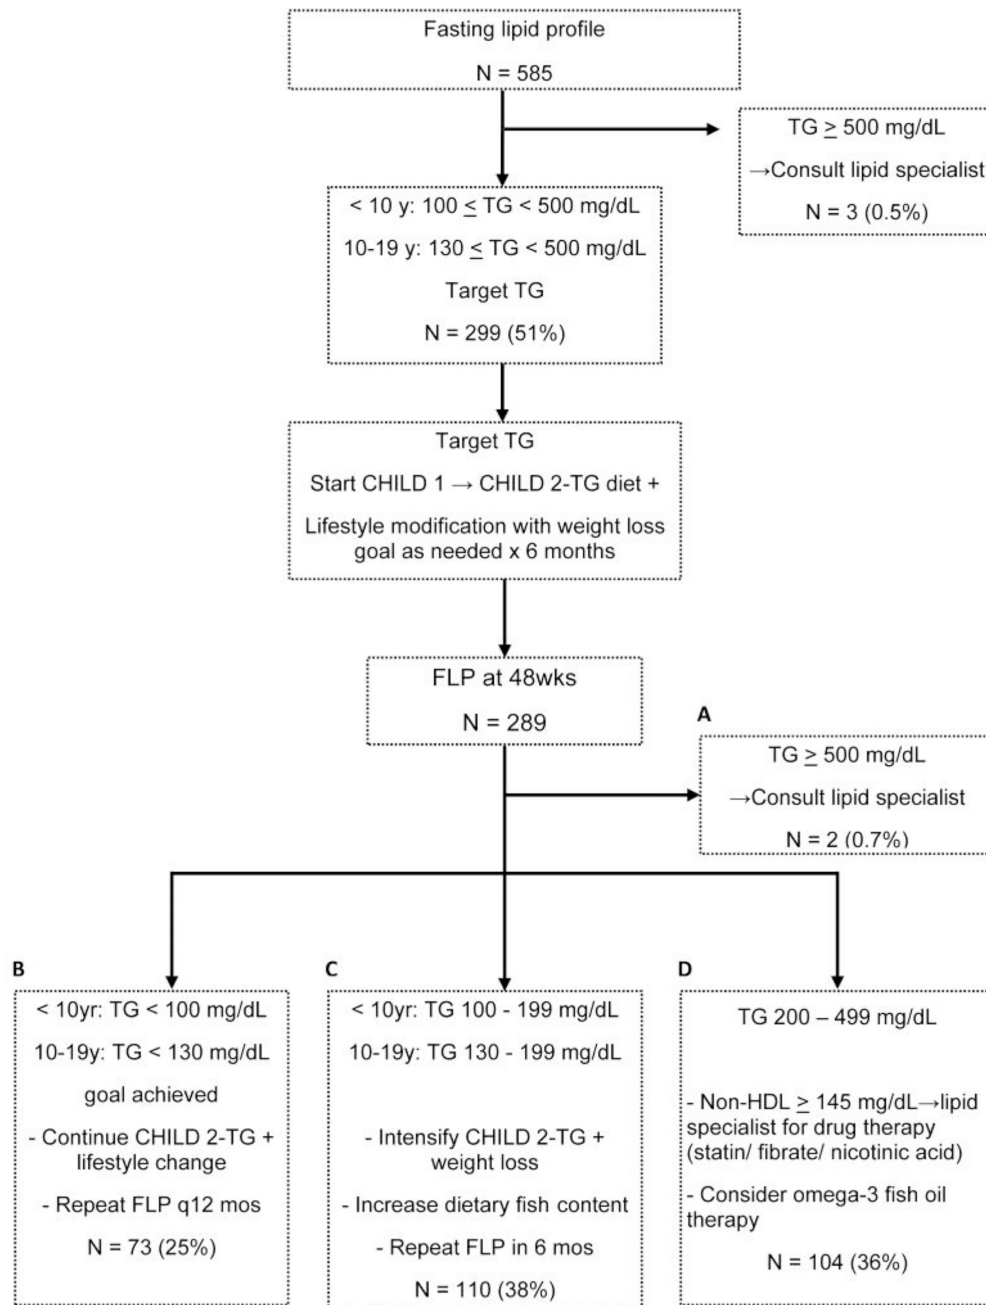 Fasting lipid profile
N = 585
TG ≥ 500 mg/dL
→Consult lipid specialist
N = 3 (0.5%)
< 10 y: 100 ≤ TG < 500 mg/dL
10-19 y: 130 ≤ TG < 500 mg/dL
Target TG
N = 299 (51%)
Target TG
Start CHILD 1 → CHILD 2-TG diet +
Lifestyle modification with weight loss
goal as needed x 6 months
FLP at 48wks
N = 289
A
TG ≥ 500 mg/dL
→Consult lipid specialist
N = 2 (0.7%)
B
< 10yr: TG < 100 mg/dL
10-19y: TG < 130 mg/dL
goal achieved
- Continue CHILD 2-TG +
lifestyle change
- Repeat FLP q12 mos
N = 73 (25%)
C
< 10yr: TG 100 - 199 mg/dL
10-19y: TG 130 - 199 mg/dL
- Intensify CHILD 2-TG +
weight loss
- Increase dietary fish content
- Repeat FLP in 6 mos
N = 110 (38%)
D
TG 200 – 499 mg/dL
- Non-HDL ≥ 145 mg/dL→lipid
specialist for drug therapy
(statin/ fibrate/ nicotinic acid)
- Consider omega-3 fish oil
therapy
N = 104 (36%)